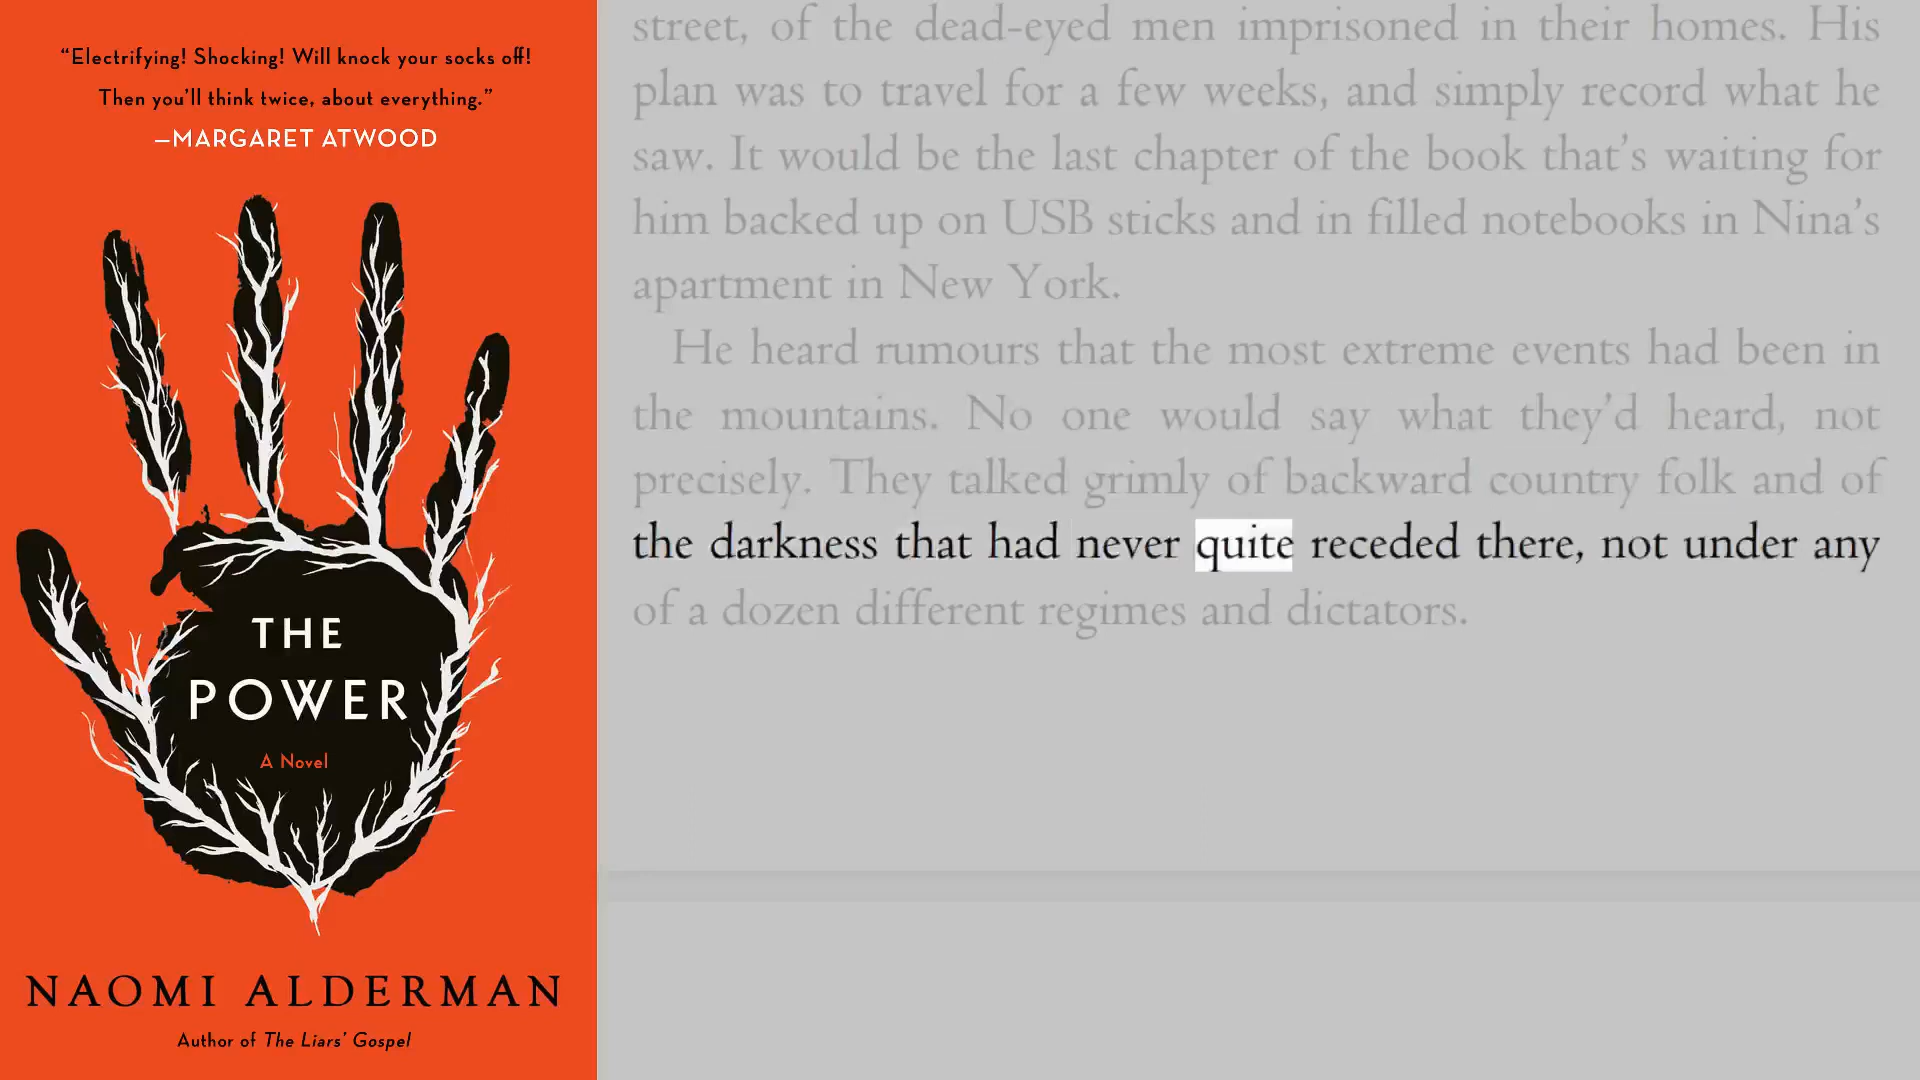 “Electrifying! Shocking! Will knock your socks off!
Then you’ll think twice, about everything.”
—MARGARET ATWOOD
THE
POWER
A Novel
NAOMI ALDERMAN
Author of The Liars’ Gospel
street, of the dead-eyed men imprisoned in their homes. His
plan was to travel for a few weeks, and simply record what he
saw. It would be the last chapter of the book that’s waiting for
him backed up on USB sticks and in filled notebooks in Nina’s
apartment in New York.
He heard rumours that the most extreme events had been in
the mountains. No one would say what they’d heard, not
precisely. They talked grimly of backward country folk and of
the darkness that had never quite receded there, not under any
of a dozen different regimes and dictators.